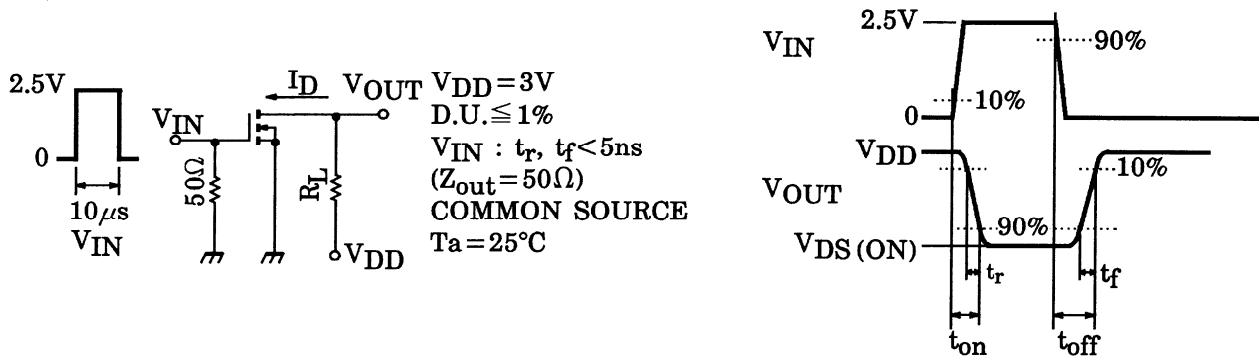 2.5V
0
10μs
VIN
VIN
50Ω
ID
VOUT
RL
VDD
VDD=3V
D.U.≦1%
VIN : tr, tf<5ns
(Zout=50Ω)
COMMON SOURCE
Ta=25°C
VIN
2.5V
90%
10%
0
VDD
10%
VOUT
90%
VDS (ON)
tr
tf
ton
toff